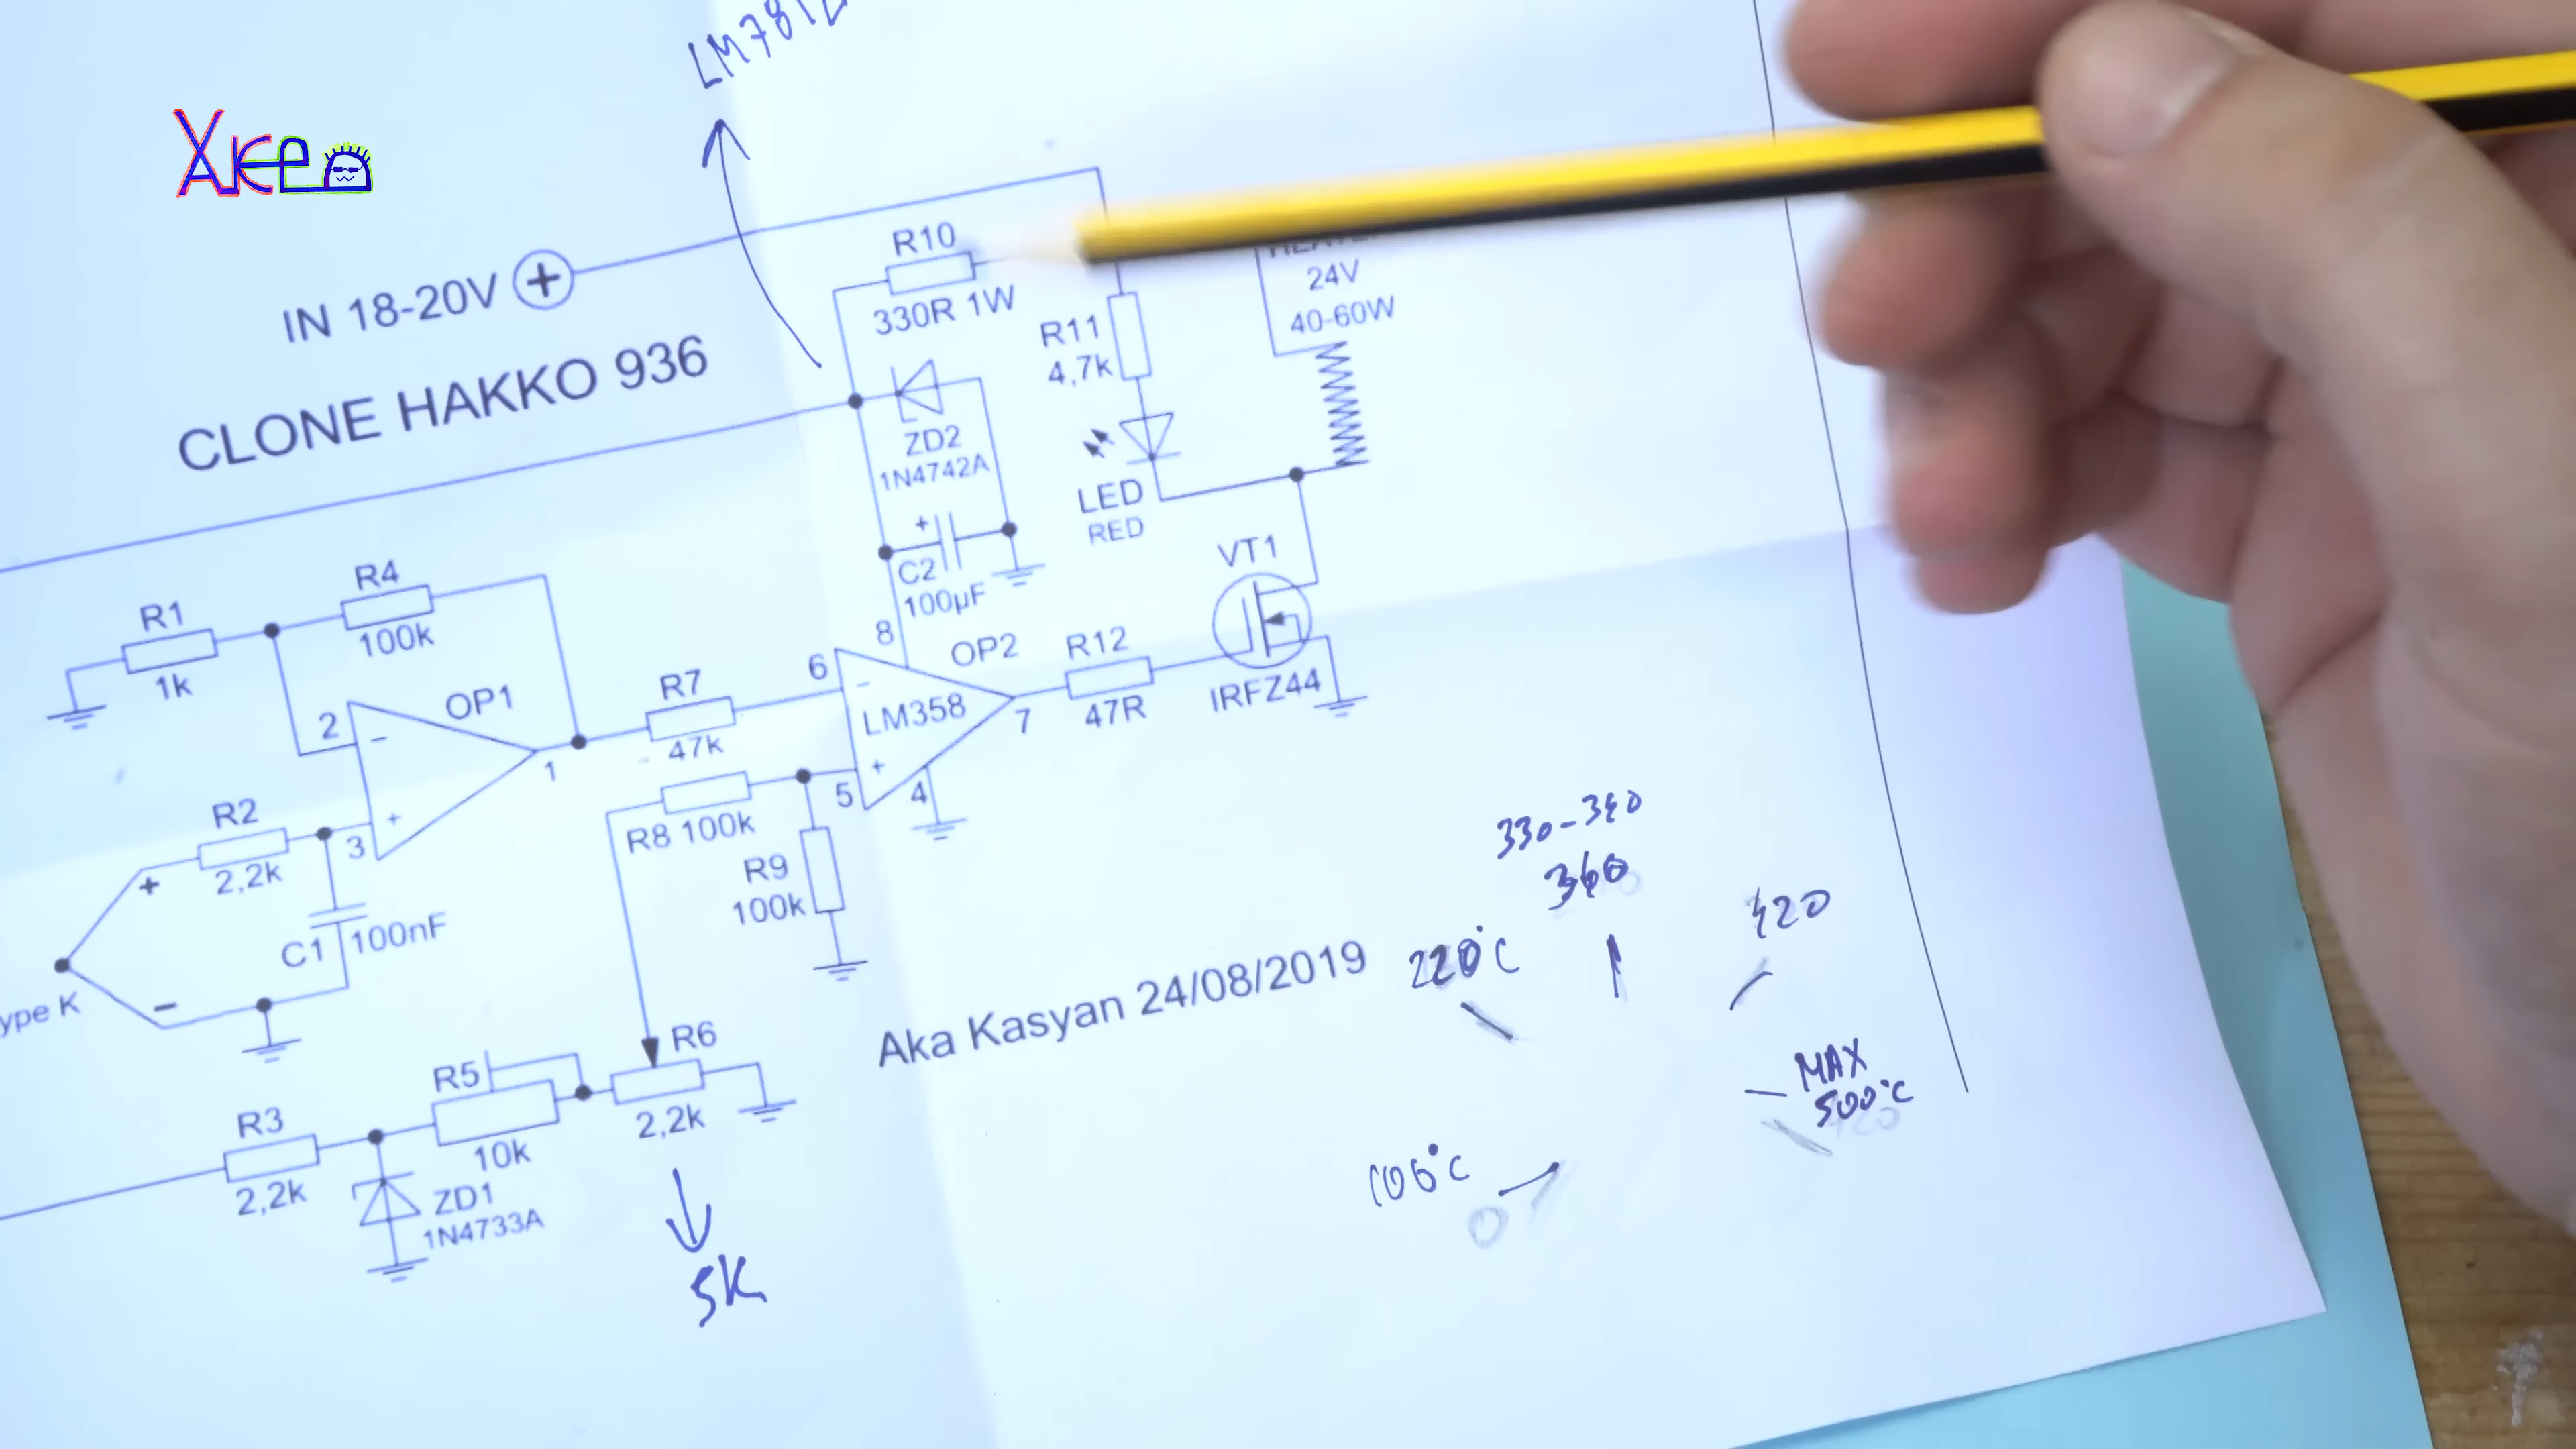 Хкер
LM7812
IN 18-20V +
CLONE HAKKO 936
R10
330R 1W
R11
4,7k
24V
40-60W
ZD2
1N4742A
LED
RED
+
C2
100µF
VT1
IRFZ44
R1
1k
R4
100k
2
−
OP1
+
3
1
R7
47k
8
6
−
OP2
LM358
+
5
4
7
R12
47R
R8 100k
R9
100k
R2
2,2k
+
−
C1
100nF
ype K
R3
2,2k
R5
10k
ZD1
1N4733A
R6
2,2k
5K
Aka Kasyan 24/08/2019
330-340
360
220°C
420
MAX
500°C
100°C
0